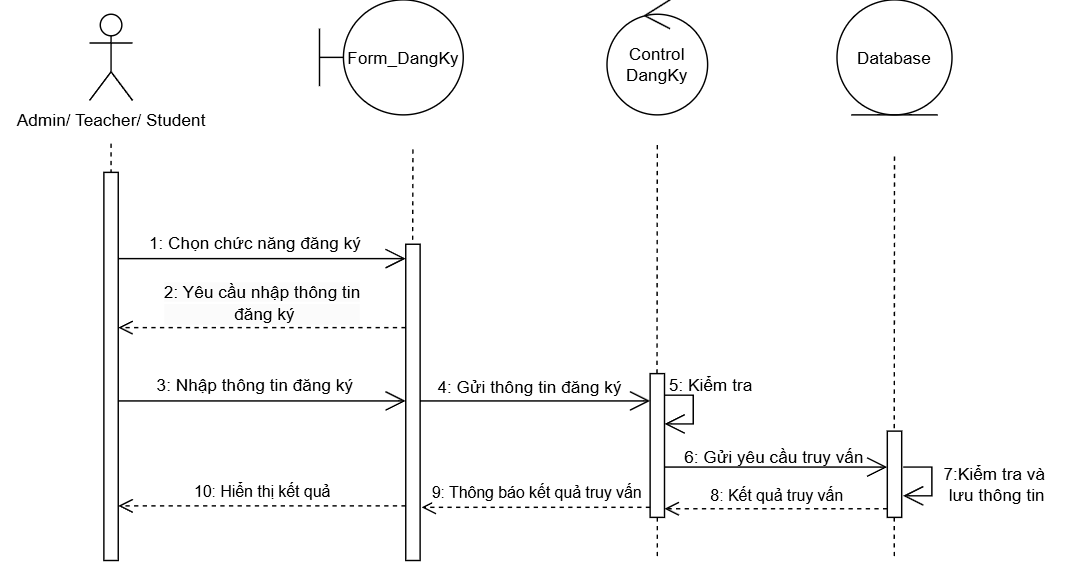 Form_DangKy
Control
DangKy
Database
Admin/ Teacher/ Student
1: Chọn chức năng đăng ký
2: Yêu cầu nhập thông tin
đăng ký
3: Nhập thông tin đăng ký
4: Gửi thông tin đăng ký
5: Kiểm tra
6: Gửi yêu cầu truy vấn
7:Kiểm tra và
lưu thông tin
8: Kết quả truy vấn
9: Thông báo kết quả truy vấn
10: Hiển thị kết quả